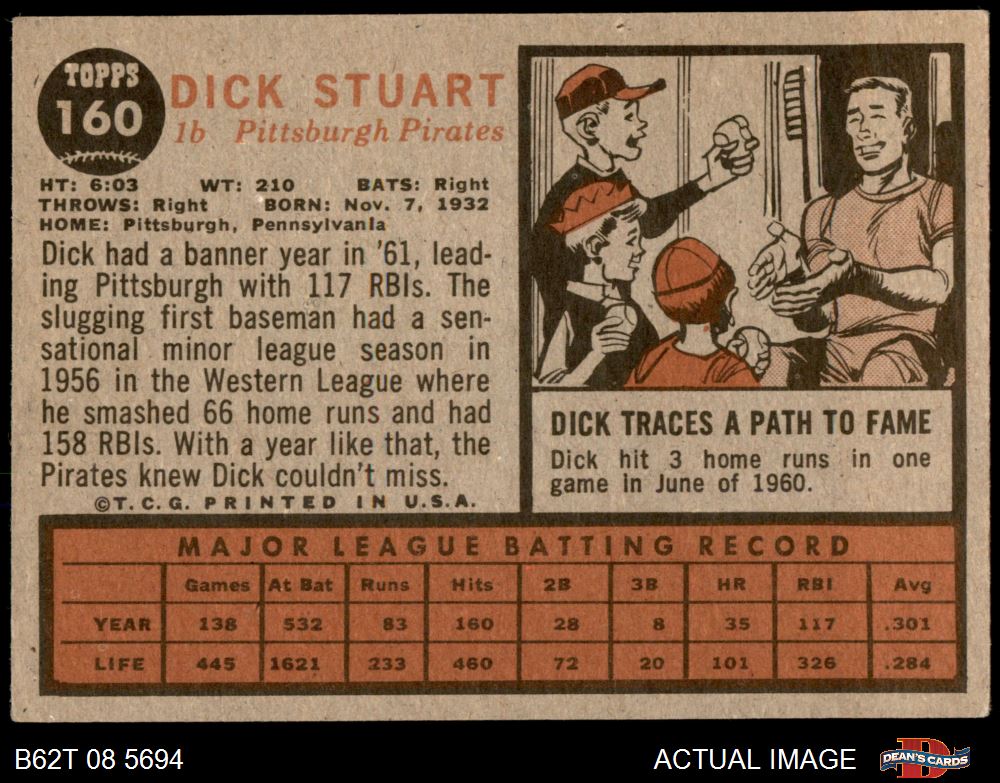 TOPPS
160
DICK STUART
1b Pittsburgh Pirates
HT: 6:03 WT: 210 BATS: Right
THROWS: Right BORN: Nov. 7, 1932
HOME: Pittsburgh, Pennsylvania
Dick had a banner year in '61, lead-
ing Pittsburgh with 117 RBIs. The
slugging first baseman had a sen-
sational minor league season in
1956 in the Western League where
he smashed 66 home runs and had
158 RBIs. With a year like that, the
Pirates knew Dick couldn't miss.
©T.C.G. PRINTED IN U.S.A.
DICK TRACES A PATH TO FAME
Dick hit 3 home runs in one
game in June of 1960.
MAJOR LEAGUE BATTING RECORD
Games At Bat Runs Hits 2B 3B HR RBI Avg
YEAR 138 532 83 160 28 8 35 117 .301
LIFE 445 1621 233 460 72 20 101 326 .284
B62T 08 5694
ACTUAL IMAGE
DEAN'S CARDS